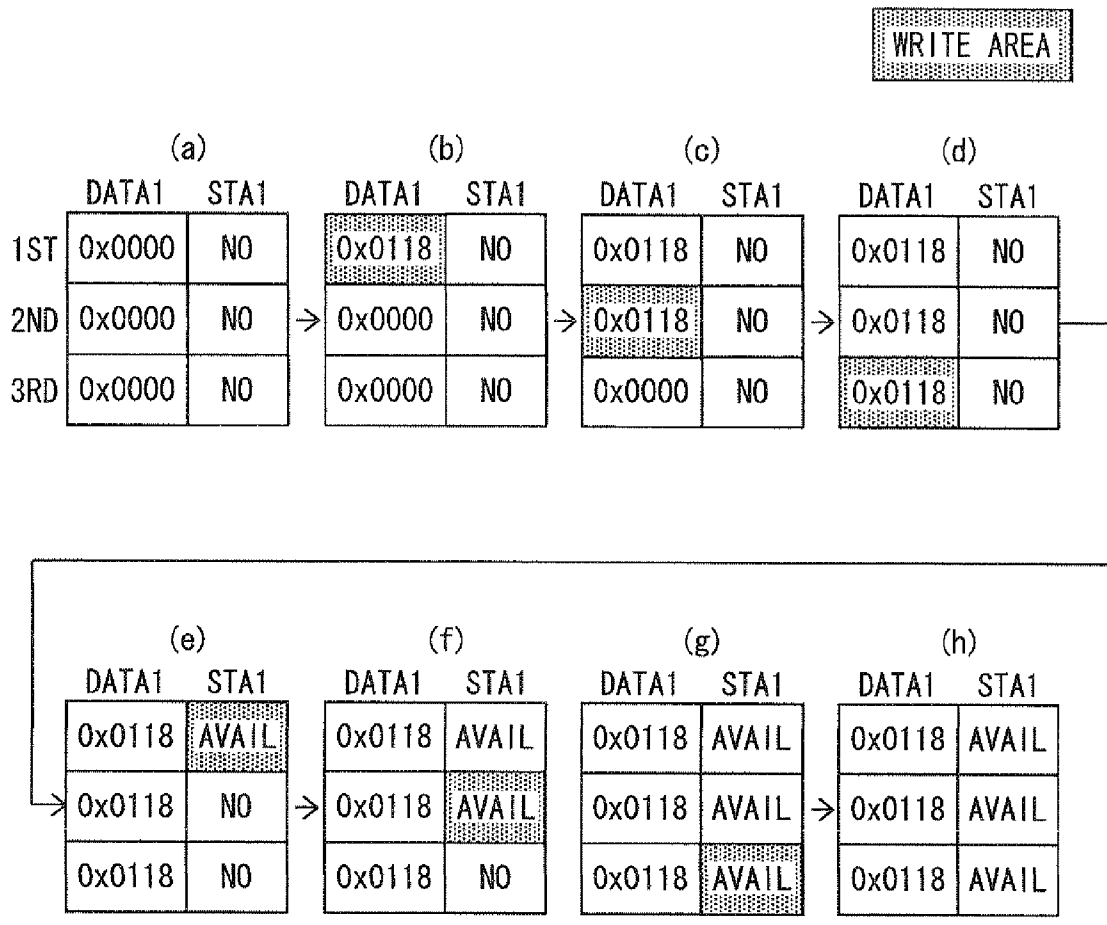 WRITE AREA
(a) (b) (c) (d)
DATA1 STA1 DATA1 STA1 DATA1 STA1 DATA1 STA1
1ST 0x0000 NO 0x0118 NO 0x0118 NO 0x0118 NO
2ND 0x0000 NO 0x0000 NO 0x0118 NO 0x0118 NO
3RD 0x0000 NO 0x0000 NO 0x0000 NO 0x0118 NO
(e) (f) (g) (h)
DATA1 STA1 DATA1 STA1 DATA1 STA1 DATA1 STA1
0x0118 AVAIL 0x0118 AVAIL 0x0118 AVAIL 0x0118 AVAIL
0x0118 NO 0x0118 AVAIL 0x0118 AVAIL 0x0118 AVAIL
0x0118 NO 0x0118 NO 0x0118 AVAIL 0x0118 AVAIL